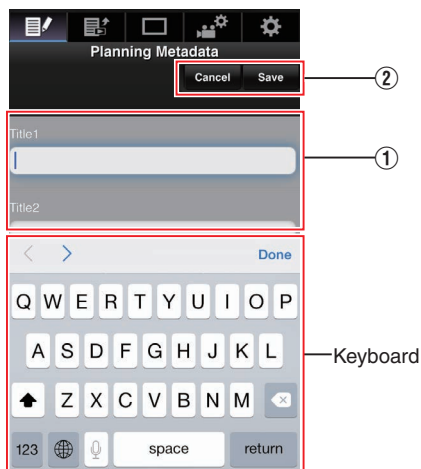 Planning Metadata
Cancel Save
②
Title1
①
Title2
Done
Q W E R T Y U I O P
A S D F G H J K L
Keyboard
Z X C V B N M
123 space return